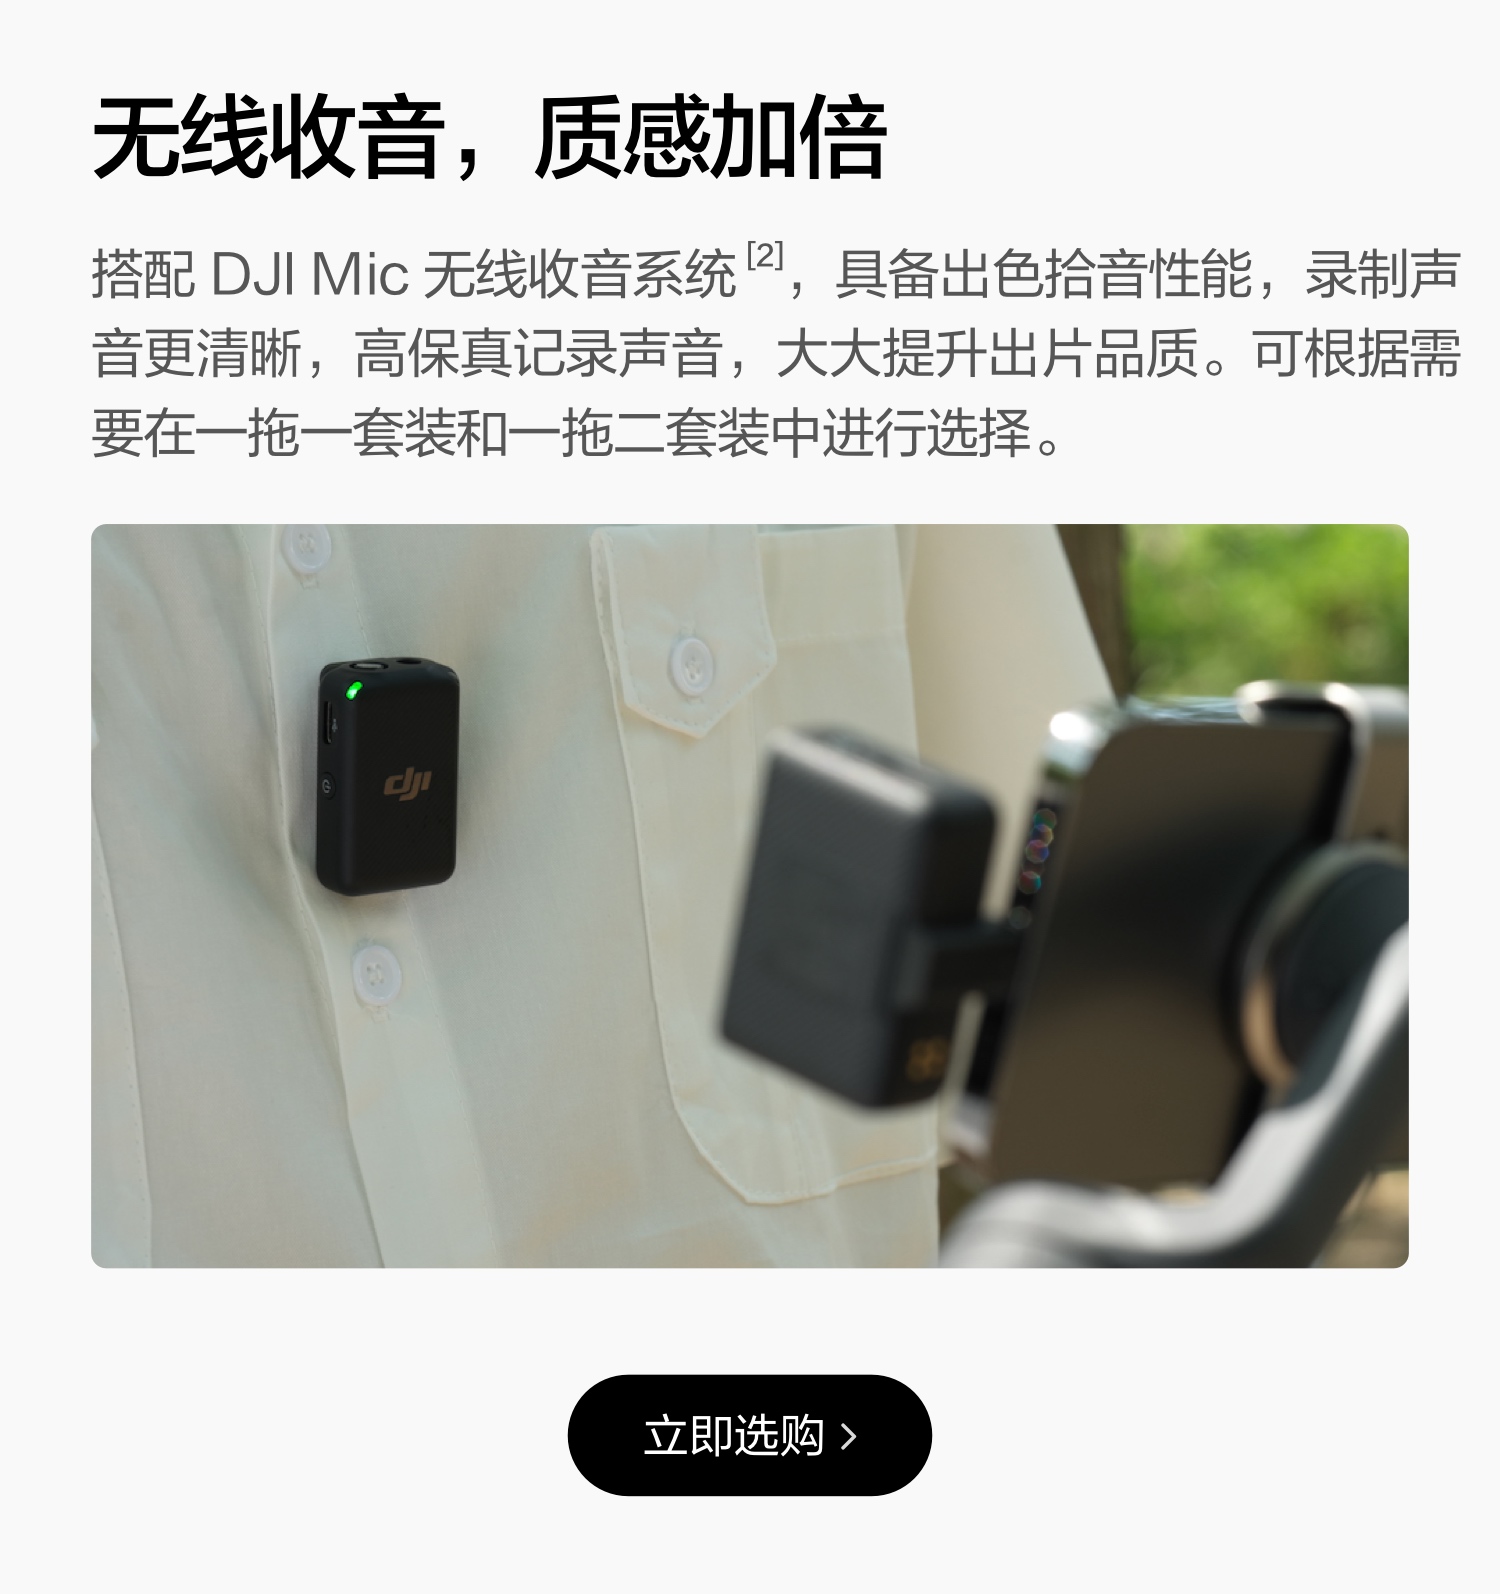 无线收音，质感加倍
搭配 DJI Mic 无线收音系统[2]，具备出色拾音性能，录制声
音更清晰，高保真记录声音，大大提升出片品质。可根据需
要在一拖一套装和一拖二套装中进行选择。
dji
立即选购 >